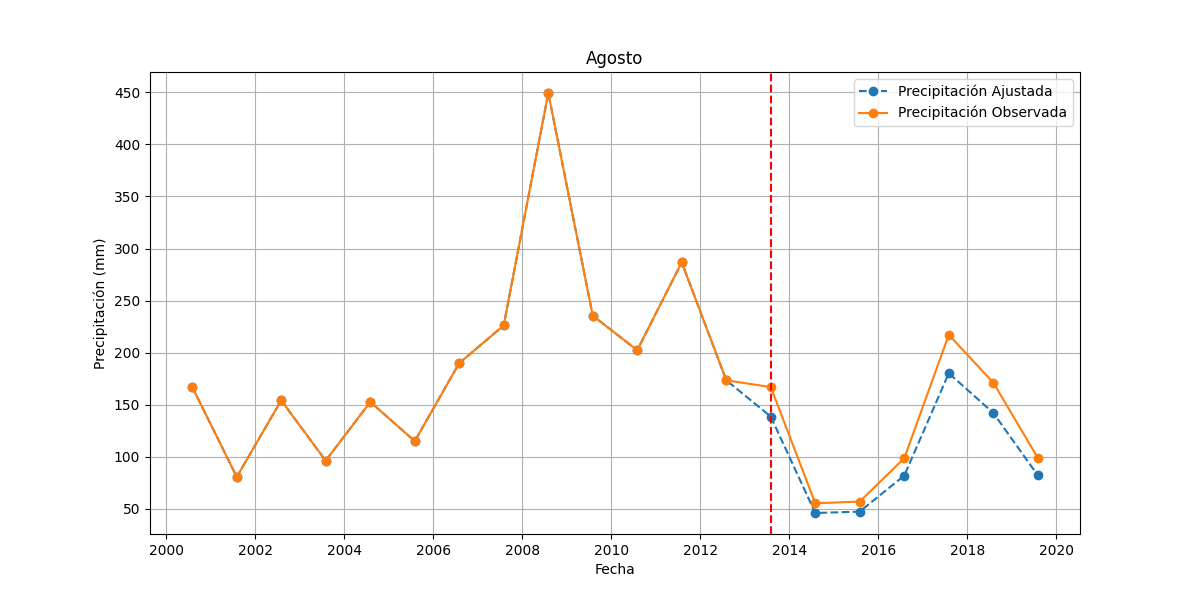 Agosto
Precipitación Ajustada
Precipitación Observada
Precipitación (mm)
450
400
350
300
250
200
150
100
50
2000 2002 2004 2006 2008 2010 2012 2014 2016 2018 2020
Fecha